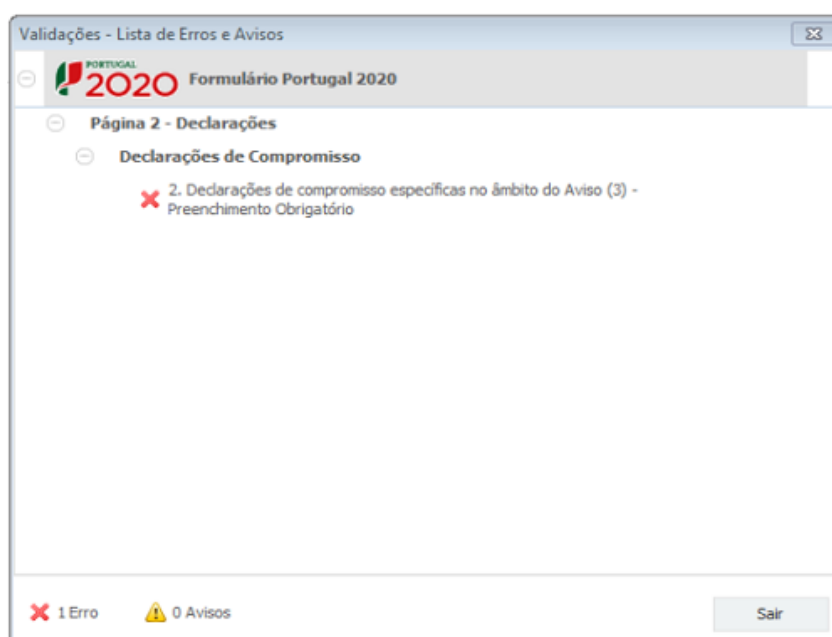 Validações - Lista de Erros e Avisos
PORTUGAL
2020 Formulário Portugal 2020
Página 2 - Declarações
Declarações de Compromisso
2. Declarações de compromisso específicas no âmbito do Aviso (3) -
Preenchimento Obrigatório
1 Erro 0 Avisos Sair